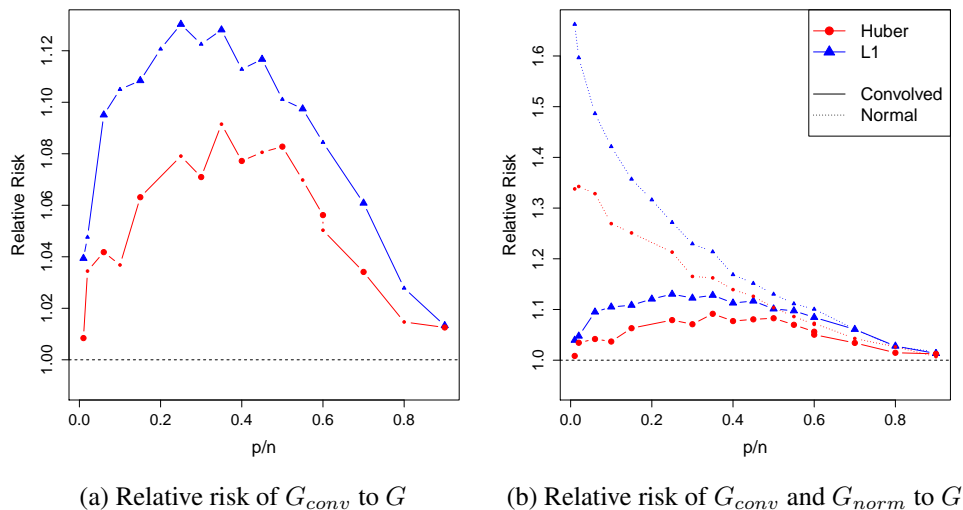 1.00 1.02 1.04 1.06 1.08 1.10 1.12
Relative Risk
0.0 0.2 0.4 0.6 0.8
p/n
(a) Relative risk of G_conv to G
1.0 1.1 1.2 1.3 1.4 1.5 1.6
Relative Risk
Huber
L1
Convolved
Normal
0.0 0.2 0.4 0.6 0.8
p/n
(b) Relative risk of G_conv and G_norm to G